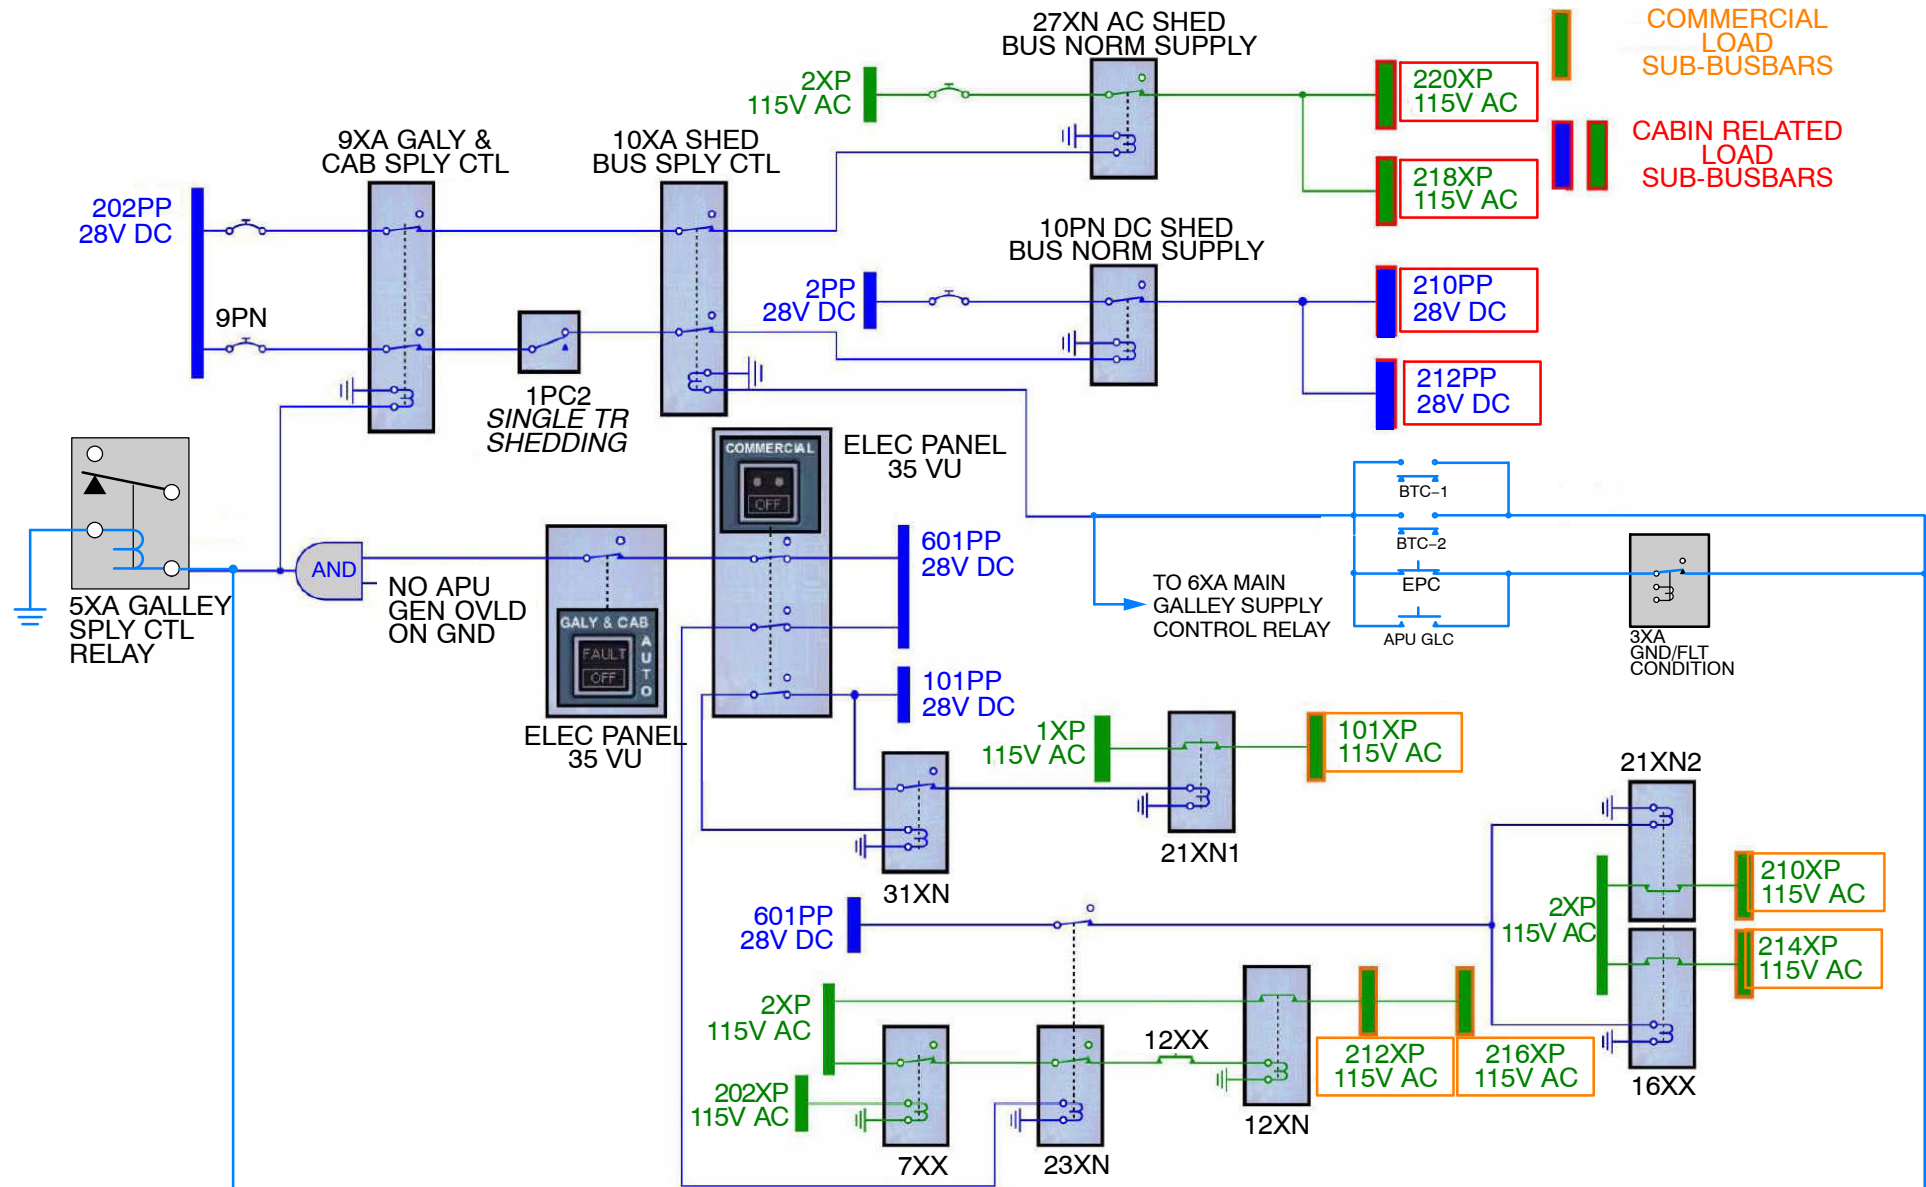 27XN AC SHED
BUS NORM SUPPLY
COMMERCIAL
LOAD
SUB-BUSBARS
2XP
115V AC
220XP
115V AC
CABIN RELATED
LOAD
SUB-BUSBARS
9XA GALY &
CAB SPLY CTL
10XA SHED
BUS SPLY CTL
218XP
115V AC
202PP
28V DC
10PN DC SHED
BUS NORM SUPPLY
2PP
28V DC
210PP
28V DC
9PN
212PP
28V DC
1PC2
SINGLE TR
SHEDDING
COMMERCIAL
OFF
ELEC PANEL
35 VU
BTC-1
BTC-2
EPC
APU GLC
601PP
28V DC
AND
NO APU
GEN OVLD
ON GND
5XA GALLEY
SPLY CTL
RELAY
GALY & CAB
FAULT
OFF
AUTO
TO 6XA MAIN
GALLEY SUPPLY
CONTROL RELAY
3XA
GND/FLT
CONDITION
101PP
28V DC
ELEC PANEL
35 VU
1XP
115V AC
101XP
115V AC
21XN2
21XN1
31XN
210XP
115V AC
601PP
28V DC
2XP
115V AC
214XP
115V AC
2XP
115V AC
12XX
212XP
115V AC
216XP
115V AC
16XX
202XP
115V AC
12XN
7XX
23XN